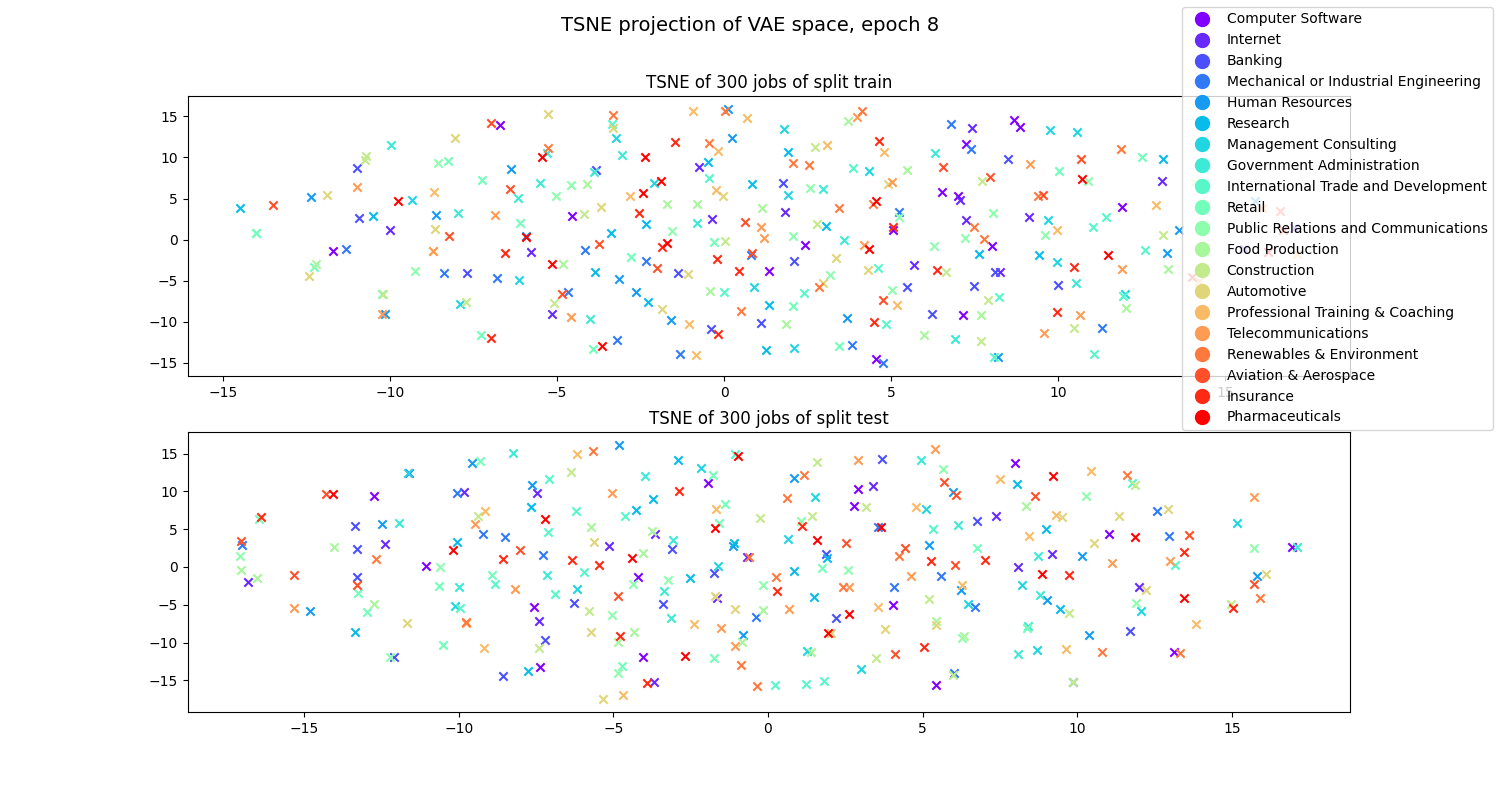 TSNE projection of VAE space, epoch 8
TSNE of 300 jobs of split train
15
10
5
0
−5
−10
−15
−15
−10
−5
0
5
10
15
Computer Software
Internet
Banking
Mechanical or Industrial Engineering
Human Resources
Research
Management Consulting
Government Administration
International Trade and Development
Retail
Public Relations and Communications
Food Production
Construction
Automotive
Professional Training & Coaching
Telecommunications
Renewables & Environment
Aviation & Aerospace
Insurance
Pharmaceuticals
TSNE of 300 jobs of split test
15
10
5
0
−5
−10
−15
−15
−10
−5
0
5
10
15